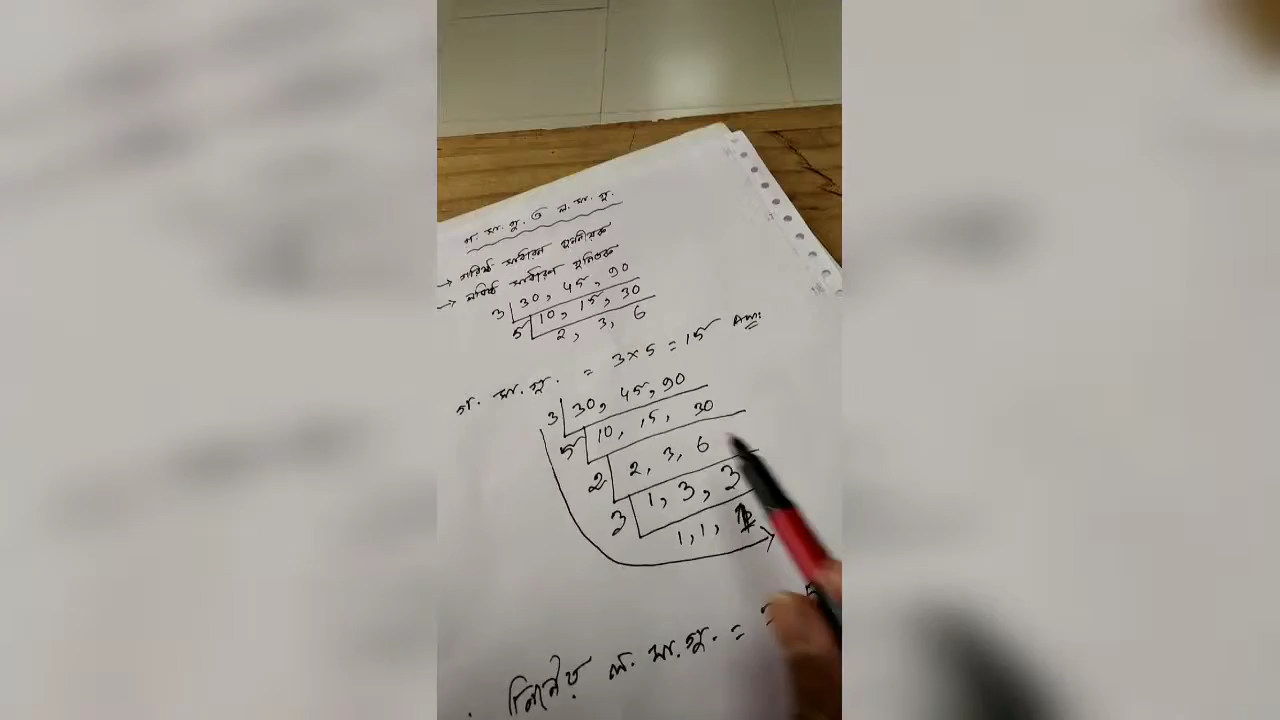 গ. সা. গু. ও ল. সা. গু.
→ গরিষ্ঠ সাধারণ গুণনীয়ক
→ লঘিষ্ঠ সাধারণ গুণিতক
3 | 30, 45, 90
5 | 10, 15, 30
2, 3, 6
গ. সা. গু. = 3 × 5 = 15 Ans:
3 | 30, 45, 90
5 | 10, 15, 30
2 | 2, 3, 6
3 | 1, 3, 3
1, 1, 1
নির্ণেয় ল. সা. গু. =